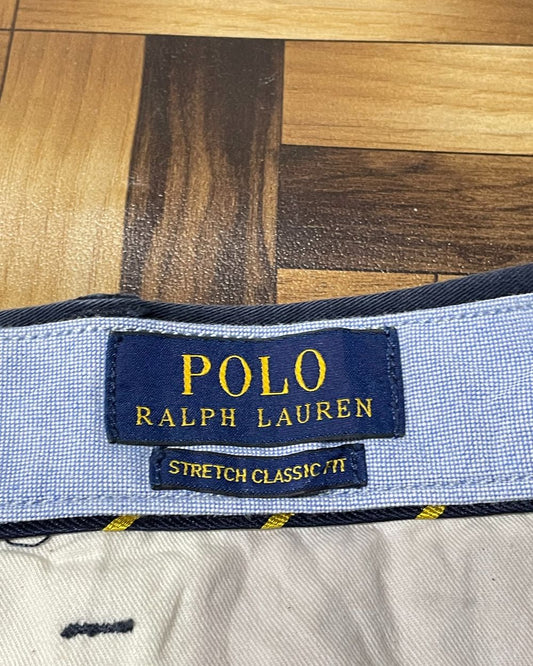 POLO
RALPH LAUREN
STRETCH CLASSIC FIT